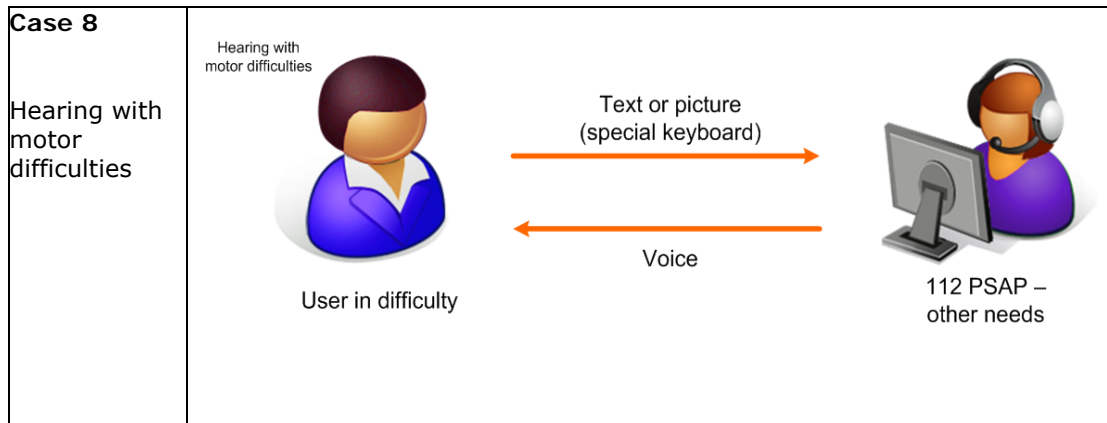 Case 8
Hearing with
motor
difficulties
Hearing with
motor difficulties
Text or picture
(special keyboard)
Voice
User in difficulty
112 PSAP –
other needs